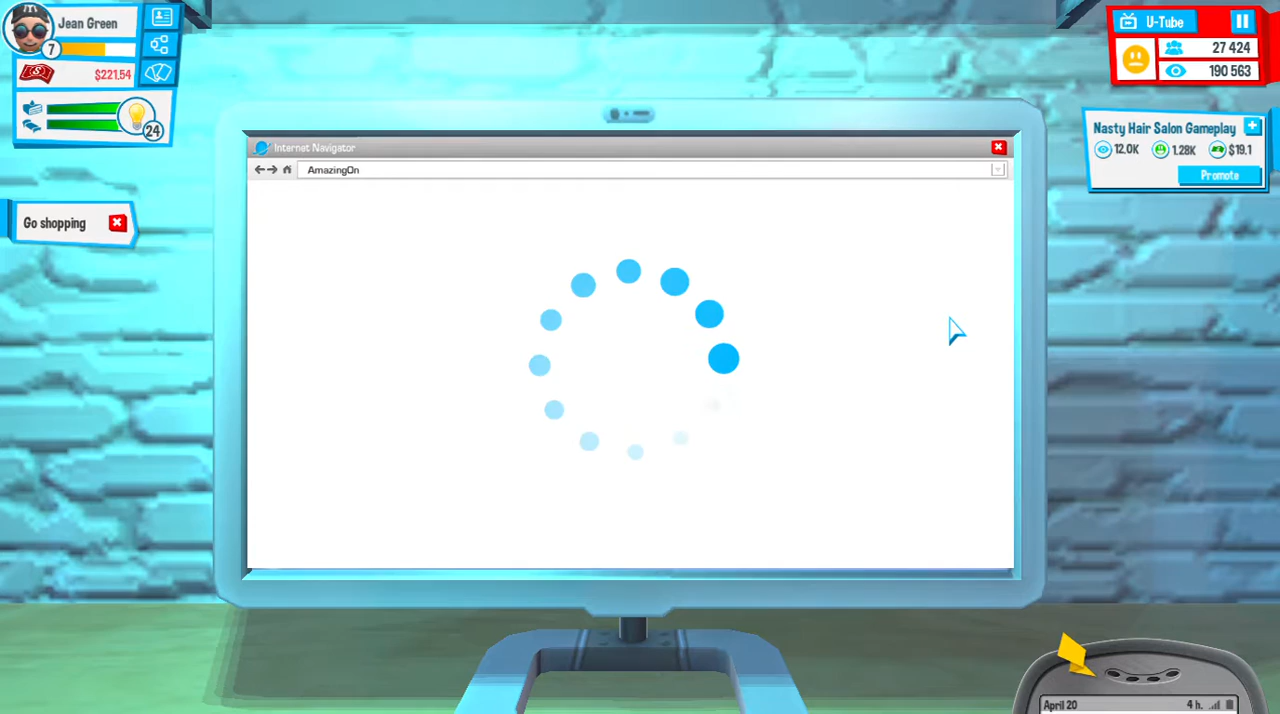 Jean Green
7
$221.54
24
Go shopping
Internet Navigator
AmazingOn
U-Tube
27 424
190 563
Nasty Hair Salon Gameplay
12.0K 1.28K $19.1
Promote
April 20 4 h.